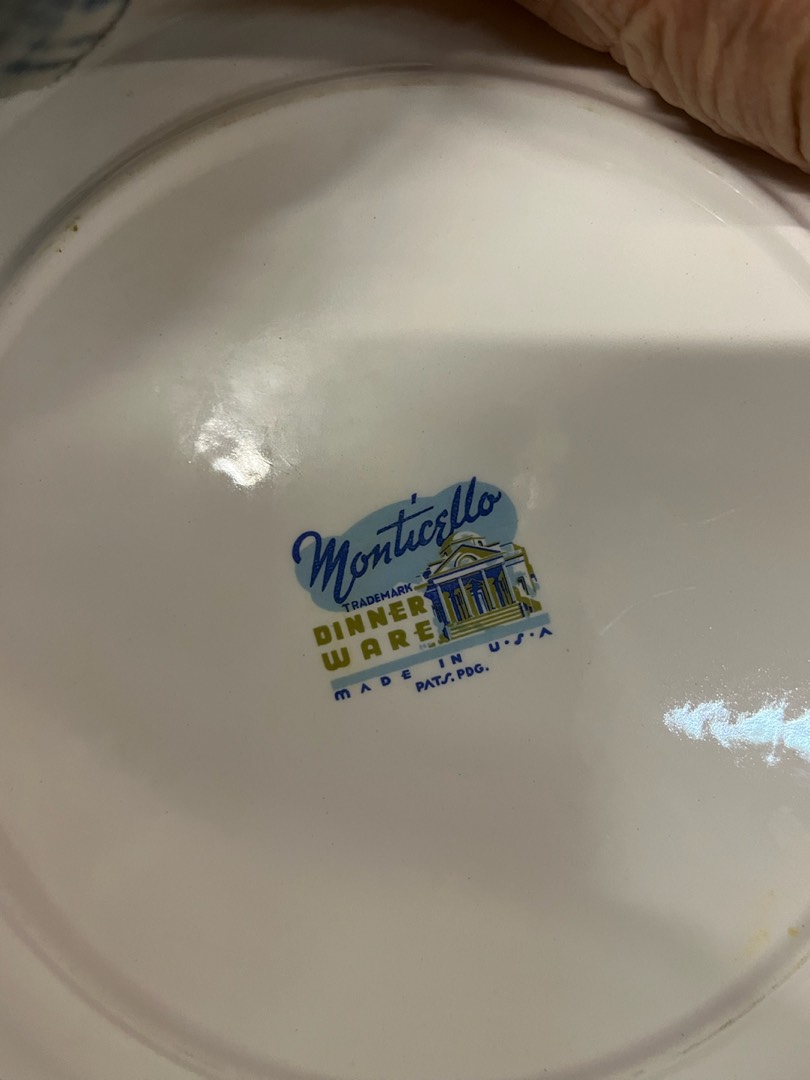 Monticello
TRADEMARK
DINNER
WARE
MADE IN U.S.A
PATS. PDG.